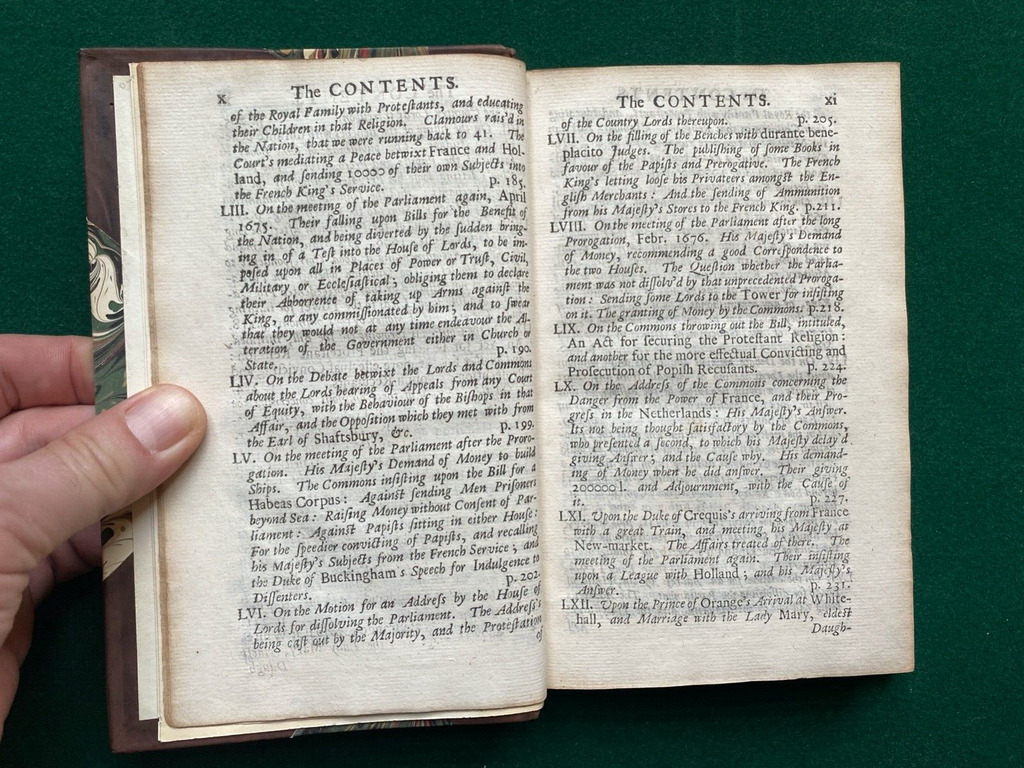 x The CONTENTS.
of the Royal Family with Proteſtants, and educating
their Children in that Religion. Clamours rais'd in
the Nation, that we were running back to 41. The
Court's mediating a Peace betwixt France and Hol-
land, and ſending 10000 of their own Subjects into
the French King's Service. p. 185.
LIII. On the meeting of the Parliament again, April
1675. Their falling upon Bills for the Benefit of
the Nation, and being diverted by the ſudden bring-
ing in of a Teſt into the Houſe of Lords, to be im-
poſed upon all in Places of Power or Truſt, Civil,
Military or Eccleſiaſtical; obliging them to declare
their Abhorrence of taking up Arms againſt the
King, or any commiſſionated by him; and to ſwear
that they would not at any time endeavour the Al-
teration of the Government either in Church or
State. p. 190.
LIV. On the Debate betwixt the Lords and Commons
about the Lords hearing of Appeals from any Court
of Equity, with the Behaviour of the Biſhops in that
Affair, and the Oppoſition which they met with from
the Earl of Shaftsbury, &c. p. 199.
LV. On the meeting of the Parliament after the Proro-
gation. His Majeſty's Demand of Money to build
Ships. The Commons inſiſting upon the Bill for a
Habeas Corpus: Againſt ſending Men Priſoners
beyond Sea: Raiſing Money without Conſent of Par-
liament: Againſt Papiſts ſitting in either Houſe:
For the ſpeedier convicting of Papiſts, and recalling
his Majeſty's Subjects from the French Service; and
the Duke of Buckingham's Speech for Indulgence to
Diſſenters. p. 202.
LVI. On the Motion for an Addreſs by the Houſe of
Lords for diſſolving the Parliament. The Addreſs's
being caſt out by the Majority, and the Proteſtation
of
The CONTENTS. xi
of the Country Lords thereupon. p. 205.
LVII. On the filling of the Benches with durante bene-
placito Judges. The publiſhing of ſome Books in
favour of the Papiſts and Prerogative. The French
King's letting looſe his Privateers amongſt the En-
gliſh Merchants: And the ſending of Ammunition
from his Majeſty's Stores to the French King. p. 211.
LVIII. On the meeting of the Parliament after the long
Prorogation, Febr. 1676. His Majeſty's Demand
of Money, recommending a good Correſpondence to
the two Houſes. The Queſtion whether the Parlia-
ment was not diſſolv'd by that unprecedented Proroga-
tion: Sending ſome Lords to the Tower for inſiſting
on it. The granting of Money by the Commons. p. 218.
LIX. On the Commons throwing out the Bill, intituled,
An Act for ſecuring the Proteſtant Religion:
and another for the more effectual Convicting and
Proſecution of Popiſh Recuſants. p. 224.
LX. On the Addreſs of the Commons concerning the
Danger from the Power of France, and their Pro-
greſs in the Netherlands: His Majeſty's Anſwer.
Its not being thought ſatisfactory by the Commons,
who preſented a ſecond, to which his Majeſty delay'd
giving Anſwer; and the Cauſe why. His demand-
ing of Money when he did anſwer. Their giving
200000 l. and Adjournment, with the Cauſe of
it. p. 227.
LXI. Upon the Duke of Crequis's arriving from France
with a great Train, and meeting, his Majeſty at
New-market. The Affairs treated of there. The
meeting of the Parliament again. Their inſiſting
upon a League with Holland; and his Majeſty's
Anſwer. p. 231.
LXII. Upon the Prince of Orange's Arrival at White-
hall, and Marriage with the Lady Mary, eldeſt
Daugh-